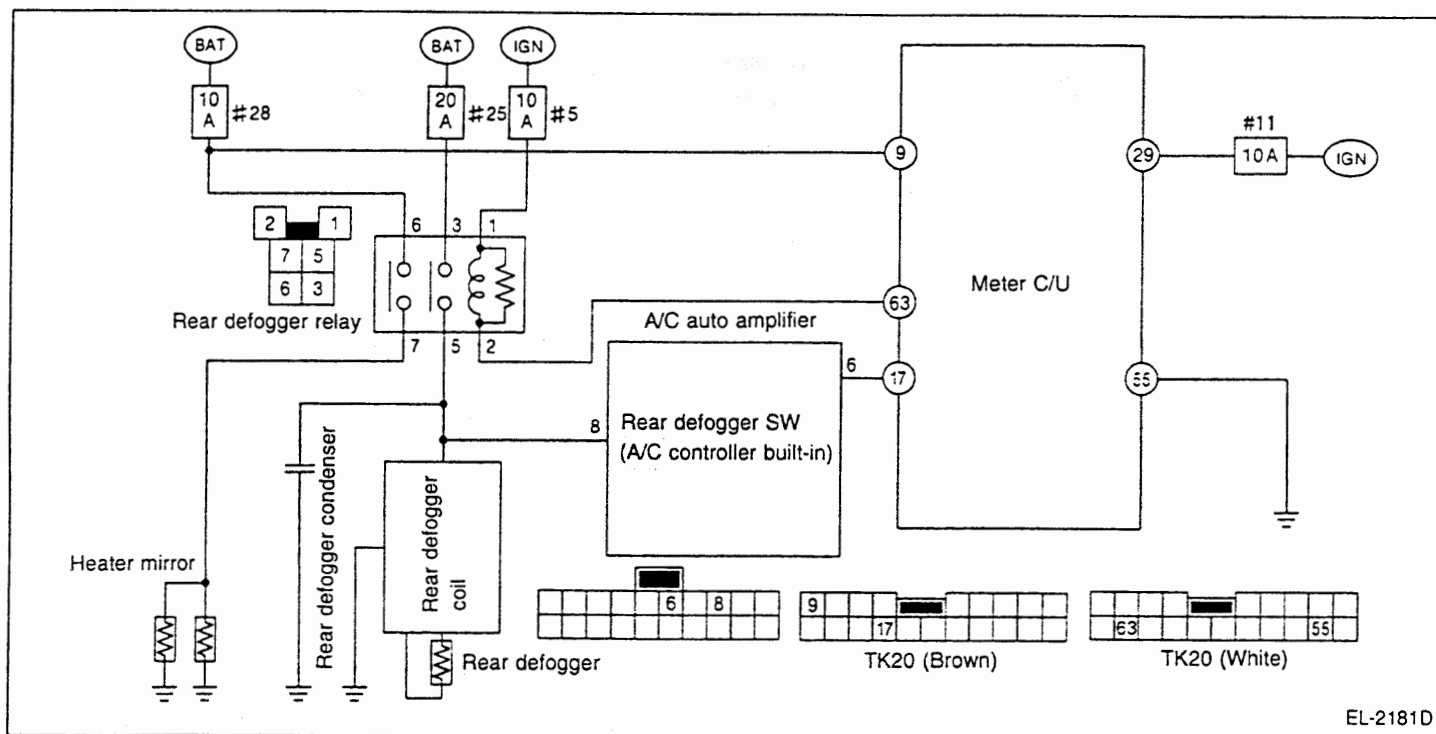 BAT
BAT
IGN
10
A
#28
20
A
#25
10
A
#5
#11
10A
IGN
9
29
6
3
1
2
1
7
5
6
3
Rear defogger relay
7
5
2
63
Meter C/U
A/C auto amplifier
6
17
55
8
Rear defogger SW
(A/C controller built-in)
Rear defogger condenser
Rear defogger
coil
Heater mirror
Rear defogger
6
8
9
17
TK20 (Brown)
63
55
TK20 (White)
EL-2181D